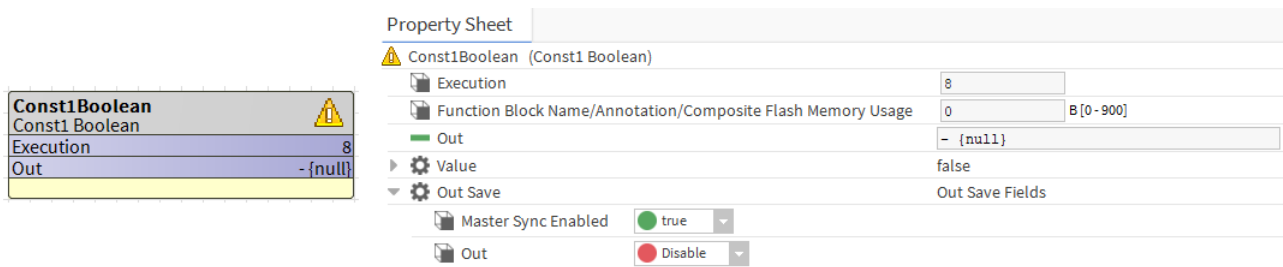 Const1Boolean
Const1 Boolean
Execution 8
Out - {null}
Property Sheet
Const1Boolean (Const1 Boolean)
Execution 8
Function Block Name/Annotation/Composite Flash Memory Usage 0 B [0 - 900]
Out - {null}
Value false
Out Save Out Save Fields
Master Sync Enabled true
Out Disable